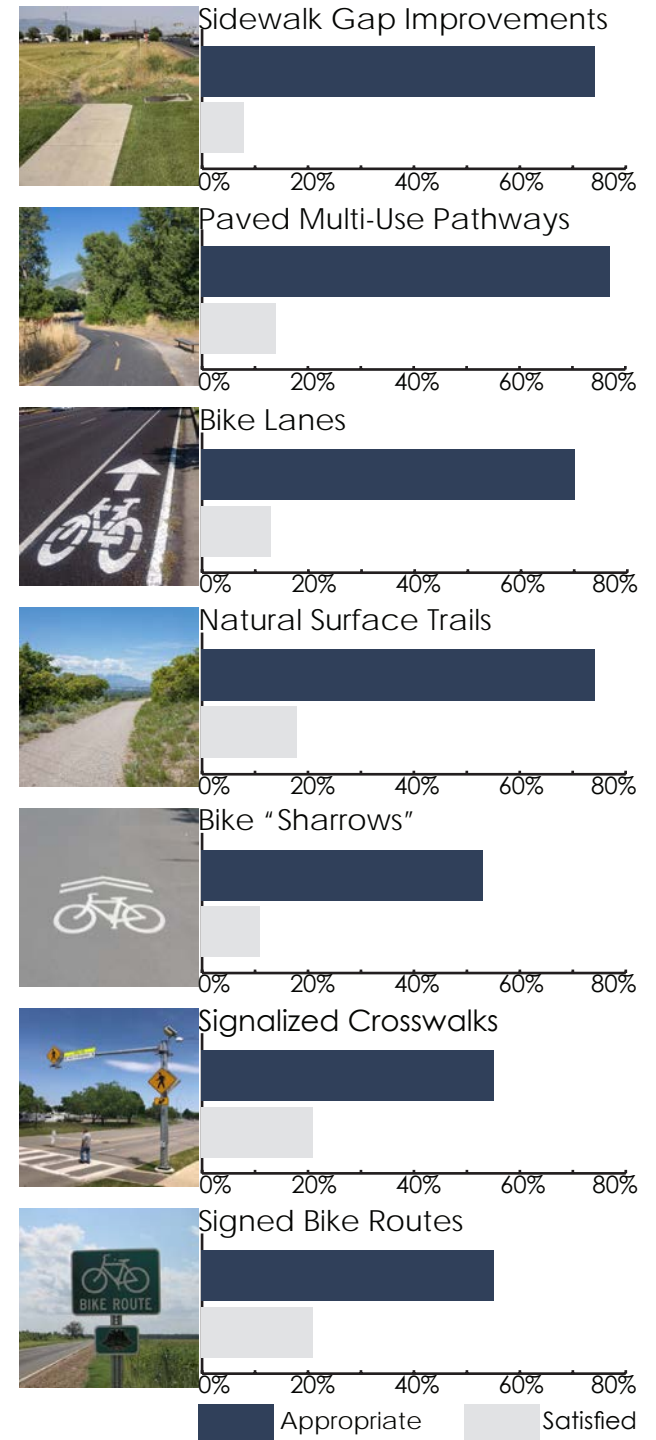 Sidewalk Gap Improvements
0% 20% 40% 60% 80%
Paved Multi-Use Pathways
0% 20% 40% 60% 80%
Bike Lanes
0% 20% 40% 60% 80%
Natural Surface Trails
0% 20% 40% 60% 80%
Bike “Sharrows”
0% 20% 40% 60% 80%
Signalized Crosswalks
0% 20% 40% 60% 80%
Signed Bike Routes
BIKE ROUTE
0% 20% 40% 60% 80%
Appropriate Satisfied